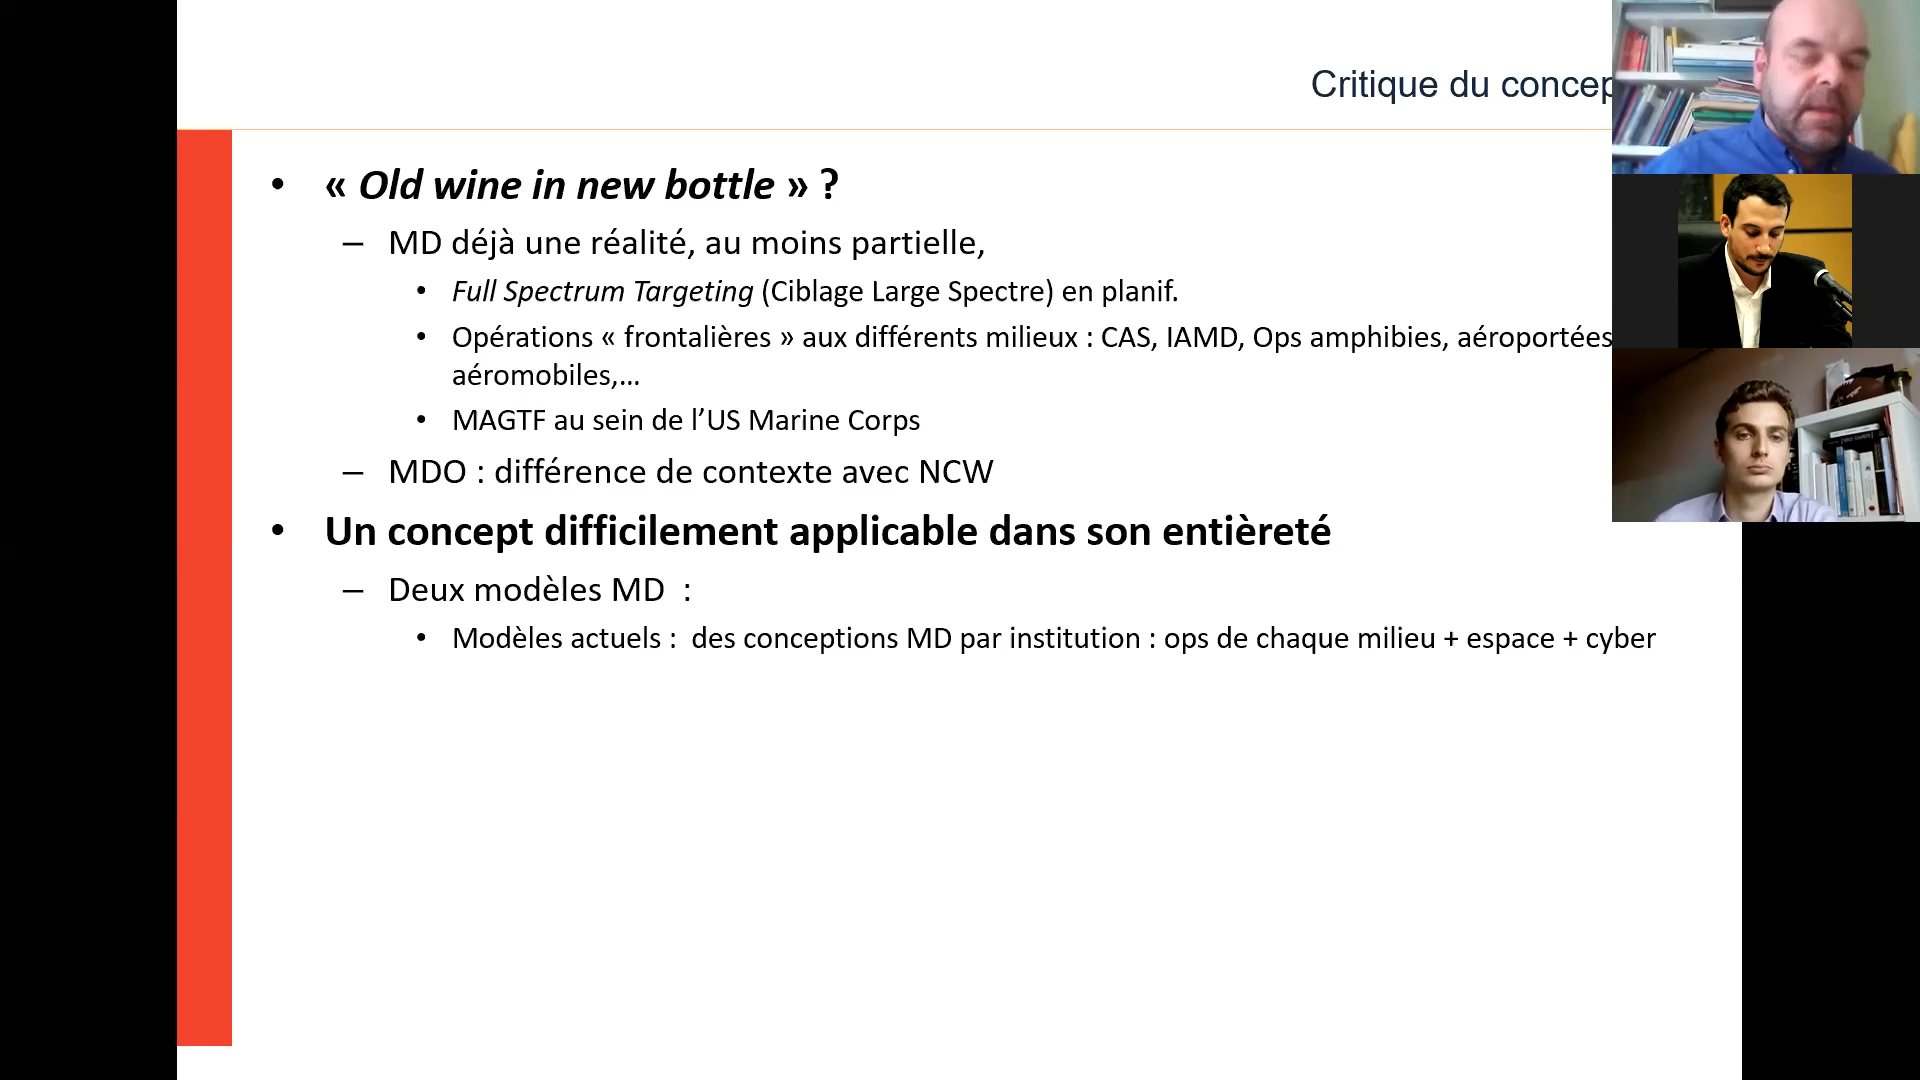 Critique du concep
• « Old wine in new bottle » ?
– MD déjà une réalité, au moins partielle,
• Full Spectrum Targeting (Ciblage Large Spectre) en planif.
• Opérations « frontalières » aux différents milieux : CAS, IAMD, Ops amphibies, aéroportées
aéromobiles,…
• MAGTF au sein de l’US Marine Corps
– MDO : différence de contexte avec NCW
• Un concept difficilement applicable dans son entièreté
– Deux modèles MD  :
• Modèles actuels :  des conceptions MD par institution : ops de chaque milieu + espace + cyber